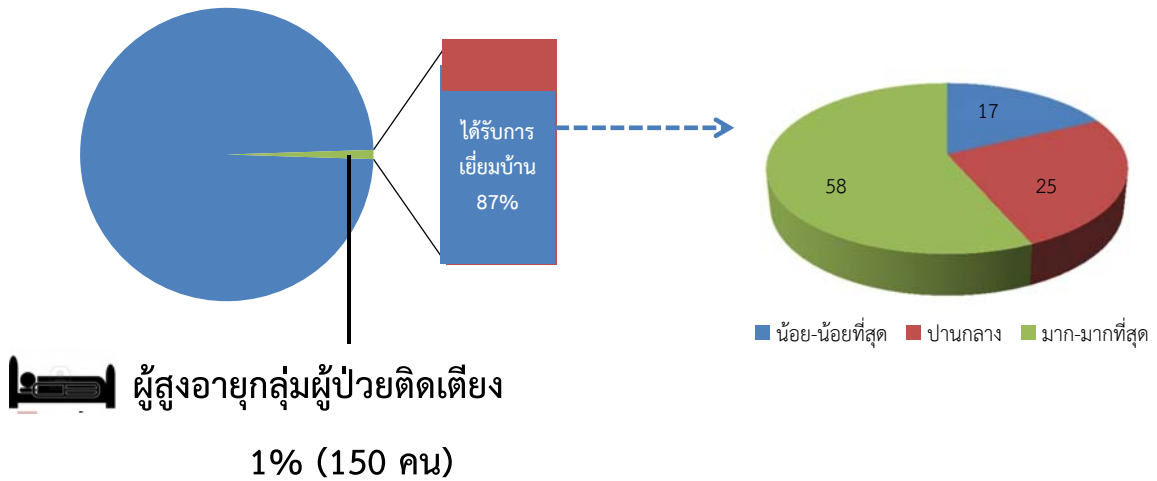 ได้รับการ
เยี่ยมบ้าน
87%
17
25
58
น้อย-น้อยที่สุด ปานกลาง มาก-มากที่สุด
ผู้สูงอายุกลุ่มผู้ป่วยติดเตียง
1% (150 คน)